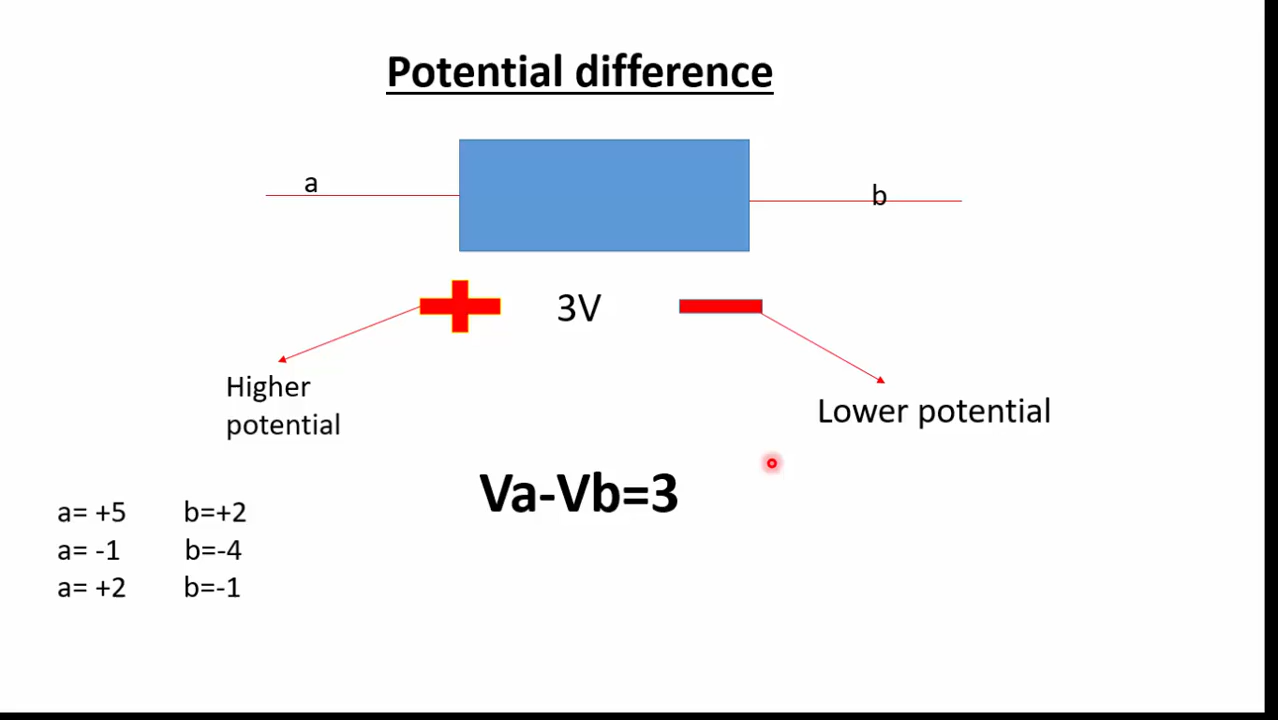 Potential difference
a
b
3V
Higher
potential
Lower potential
Va-Vb=3
a= +5 b=+2
a= -1 b=-4
a= +2 b=-1